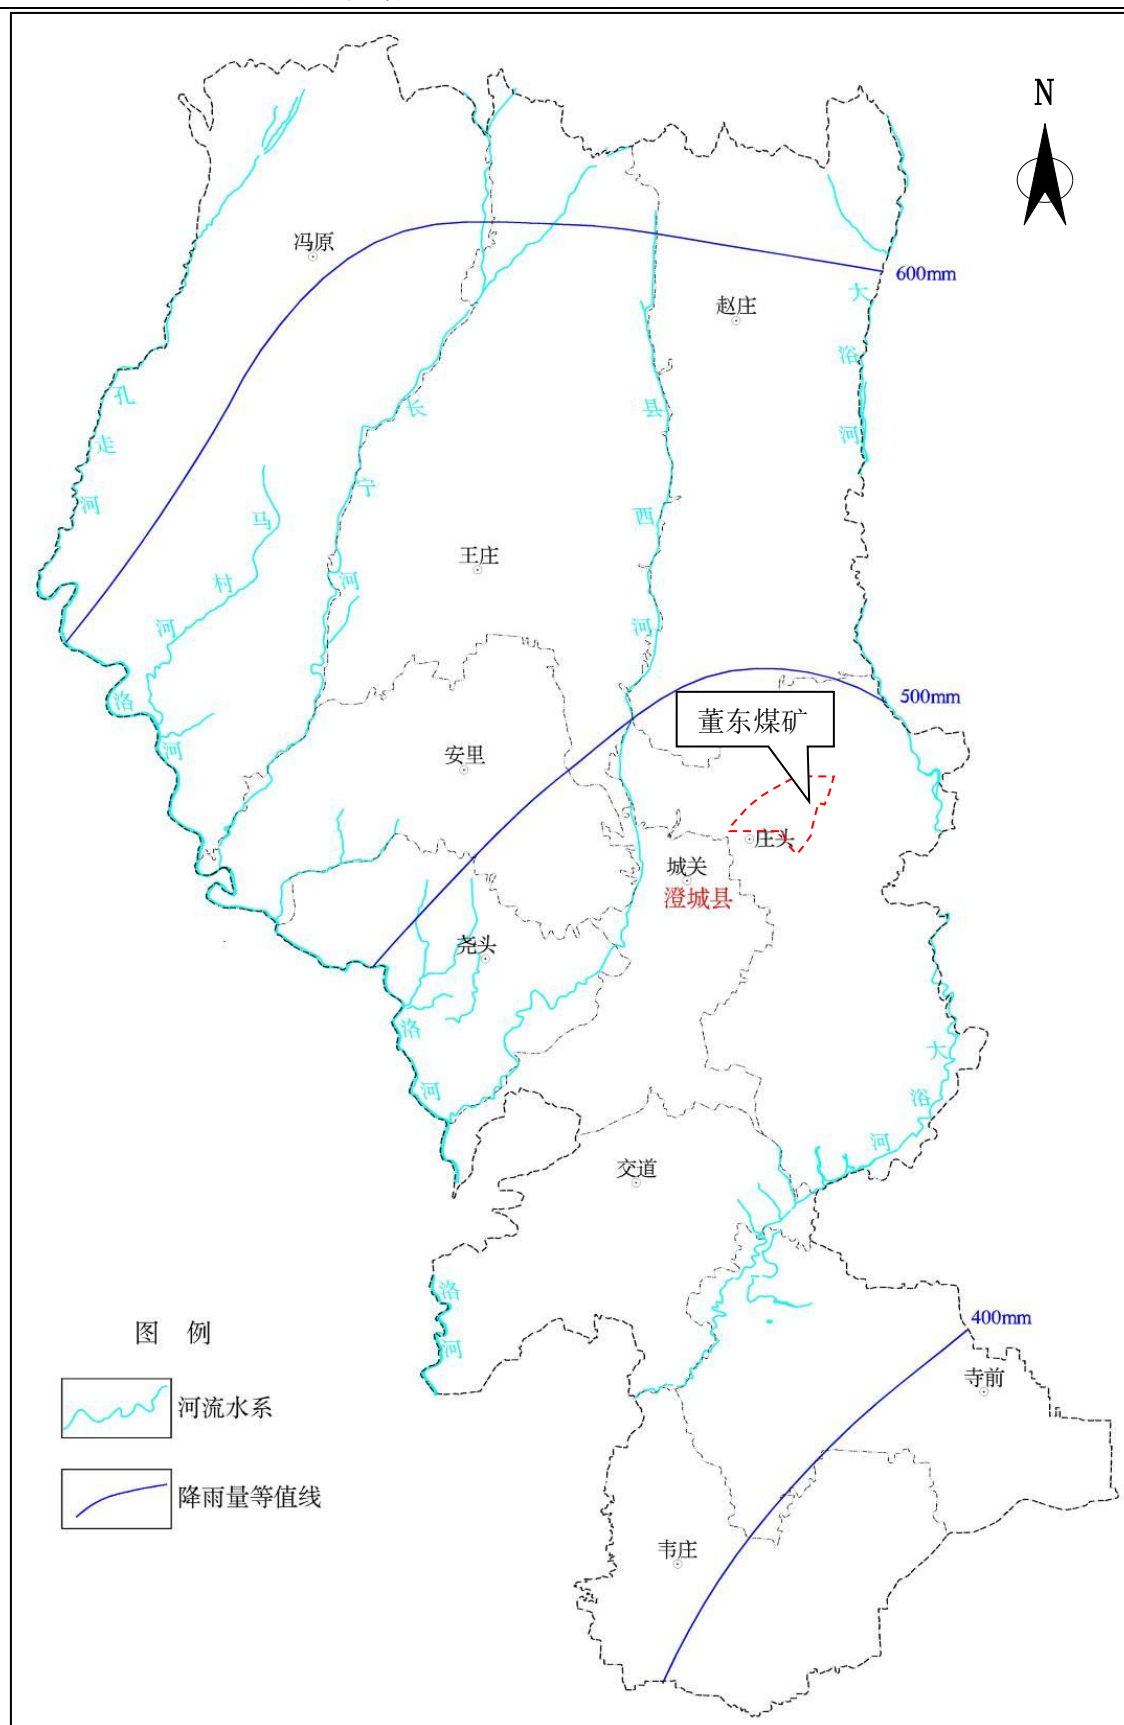 N
冯原
600mm
赵庄
大浴河
孔走河
长宁河
县西河
马村河
王庄
洛河
500mm
董东煤矿
安里
庄头
城关
澄城县
尧头
洛河
大浴河
交道
洛河
400mm
寺前
图 例
河流水系
降雨量等值线
韦庄